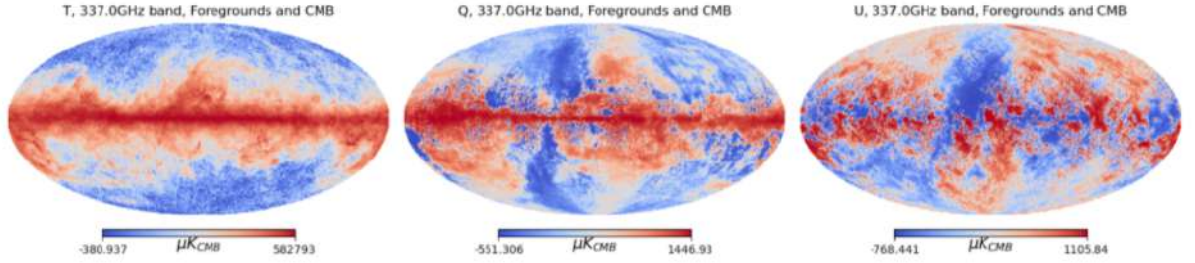 T, 337.0GHz band, Foregrounds and CMB
-380.937 μK_CMB 582793
Q, 337.0GHz band, Foregrounds and CMB
-551.306 μK_CMB 1446.93
U, 337.0GHz band, Foregrounds and CMB
-768.441 μK_CMB 1105.84